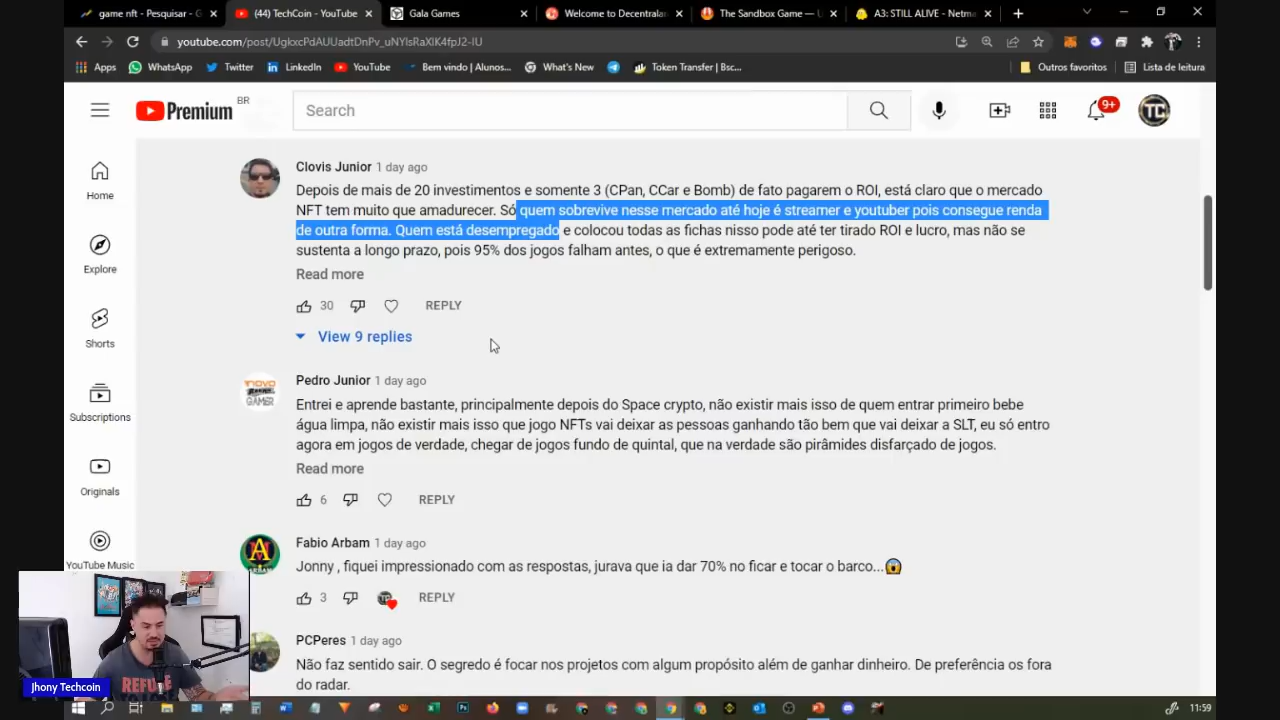 game nft - Pesquisar - G
(44) TechCoin - YouTube
Gala Games
Welcome to Decentralan
The Sandbox Game — U
A3: STILL ALIVE - Netma
youtube.com/post/UgkxcPdAUUadtDnPv_uNYlsRaXlK4fpJ2-IU
Apps
WhatsApp
Twitter
LinkedIn
YouTube
Bem vindo | Alunos...
What's New
Token Transfer | Bsc...
Outros favoritos
Lista de leitura
Premium BR
Search
9+
TC
Home
Explore
Shorts
Subscriptions
Originals
YouTube Music
Clovis Junior 1 day ago
Depois de mais de 20 investimentos e somente 3 (CPan, CCar e Bomb) de fato pagarem o ROI, está claro que o mercado
NFT tem muito que amadurecer. Só quem sobrevive nesse mercado até hoje é streamer e youtuber pois consegue renda
de outra forma. Quem está desempregado e colocou todas as fichas nisso pode até ter tirado ROI e lucro, mas não se
sustenta a longo prazo, pois 95% dos jogos falham antes, o que é extremamente perigoso.
Read more
30 REPLY
View 9 replies
Pedro Junior 1 day ago
Entrei e aprende bastante, principalmente depois do Space crypto, não existir mais isso de quem entrar primeiro bebe
água limpa, não existir mais isso que jogo NFTs vai deixar as pessoas ganhando tão bem que vai deixar a SLT, eu só entro
agora em jogos de verdade, chegar de jogos fundo de quintal, que na verdade são pirâmides disfarçado de jogos.
Read more
6 REPLY
Fabio Arbam 1 day ago
Jonny , fiquei impressionado com as respostas, jurava que ia dar 70% no ficar e tocar o barco...😱
3 REPLY
PCPeres 1 day ago
Não faz sentido sair. O segredo é focar nos projetos com algum propósito além de ganhar dinheiro. De preferência os fora
do radar.
Jhony Techcoin
11:59